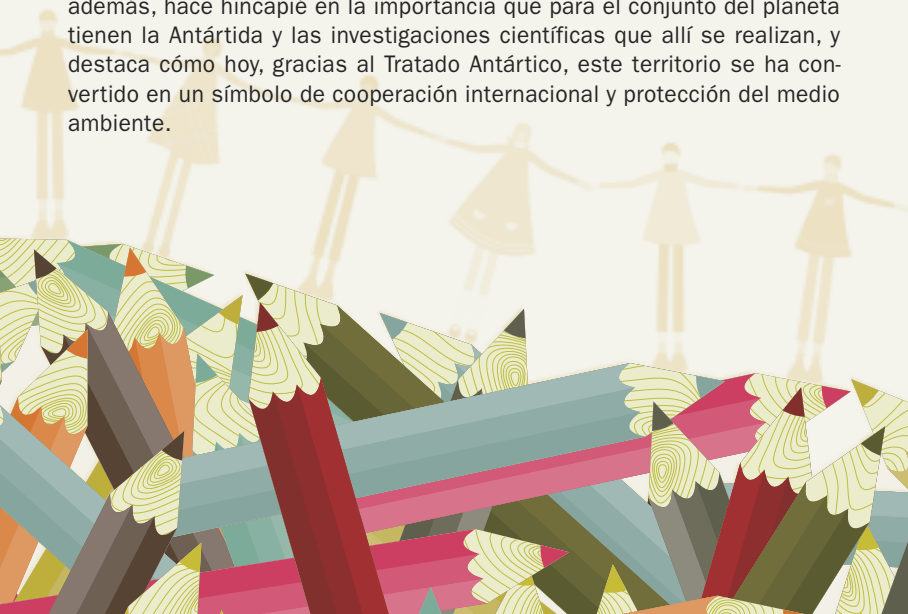 además, hace hincapié en la importancia que para el conjunto del planeta
tienen la Antártida y las investigaciones científicas que allí se realizan, y
destaca cómo hoy, gracias al Tratado Antártico, este territorio se ha con-
vertido en un símbolo de cooperación internacional y protección del medio
ambiente.